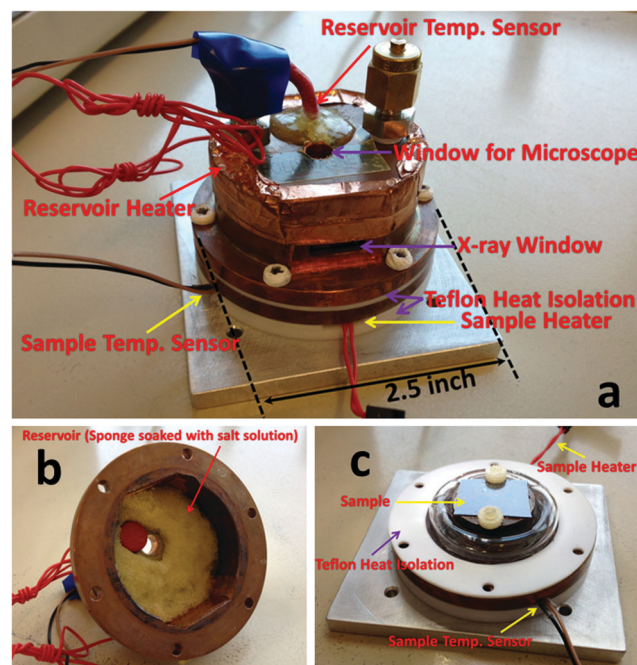 Reservoir Temp. Sensor
Window for Microscope
Reservoir Heater
X-ray Window
Teflon Heat Isolation
Sample Heater
Sample Temp. Sensor
2.5 inch
a
b
Reservoir (Sponge soaked with salt solution)
c
Sample Heater
Sample
Teflon Heat Isolation
Sample Temp. Sensor